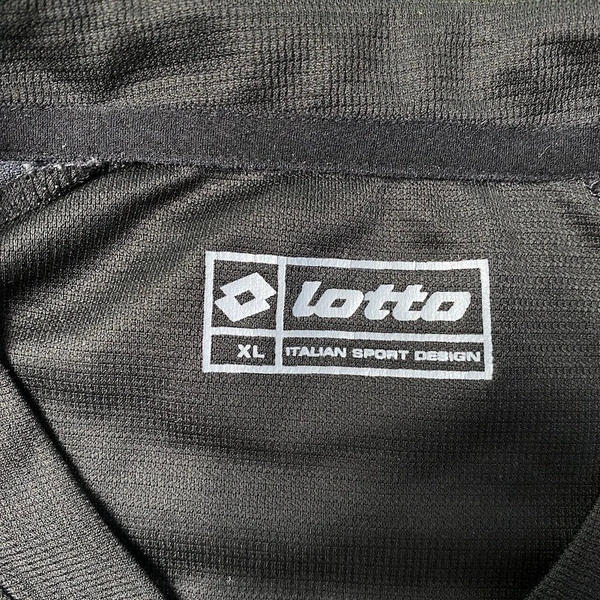 lotto
XL ITALIAN SPORT DESIGN